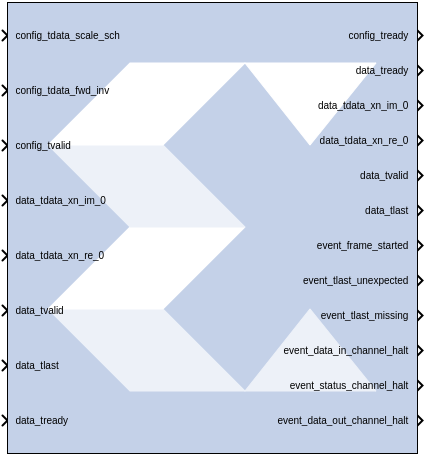 config_tdata_scale_sch
config_tdata_fwd_inv
config_tvalid
data_tdata_xn_im_0
data_tdata_xn_re_0
data_tvalid
data_tlast
data_tready
config_tready
data_tready
data_tdata_xn_im_0
data_tdata_xn_re_0
data_tvalid
data_tlast
event_frame_started
event_tlast_unexpected
event_tlast_missing
event_data_in_channel_halt
event_status_channel_halt
event_data_out_channel_halt